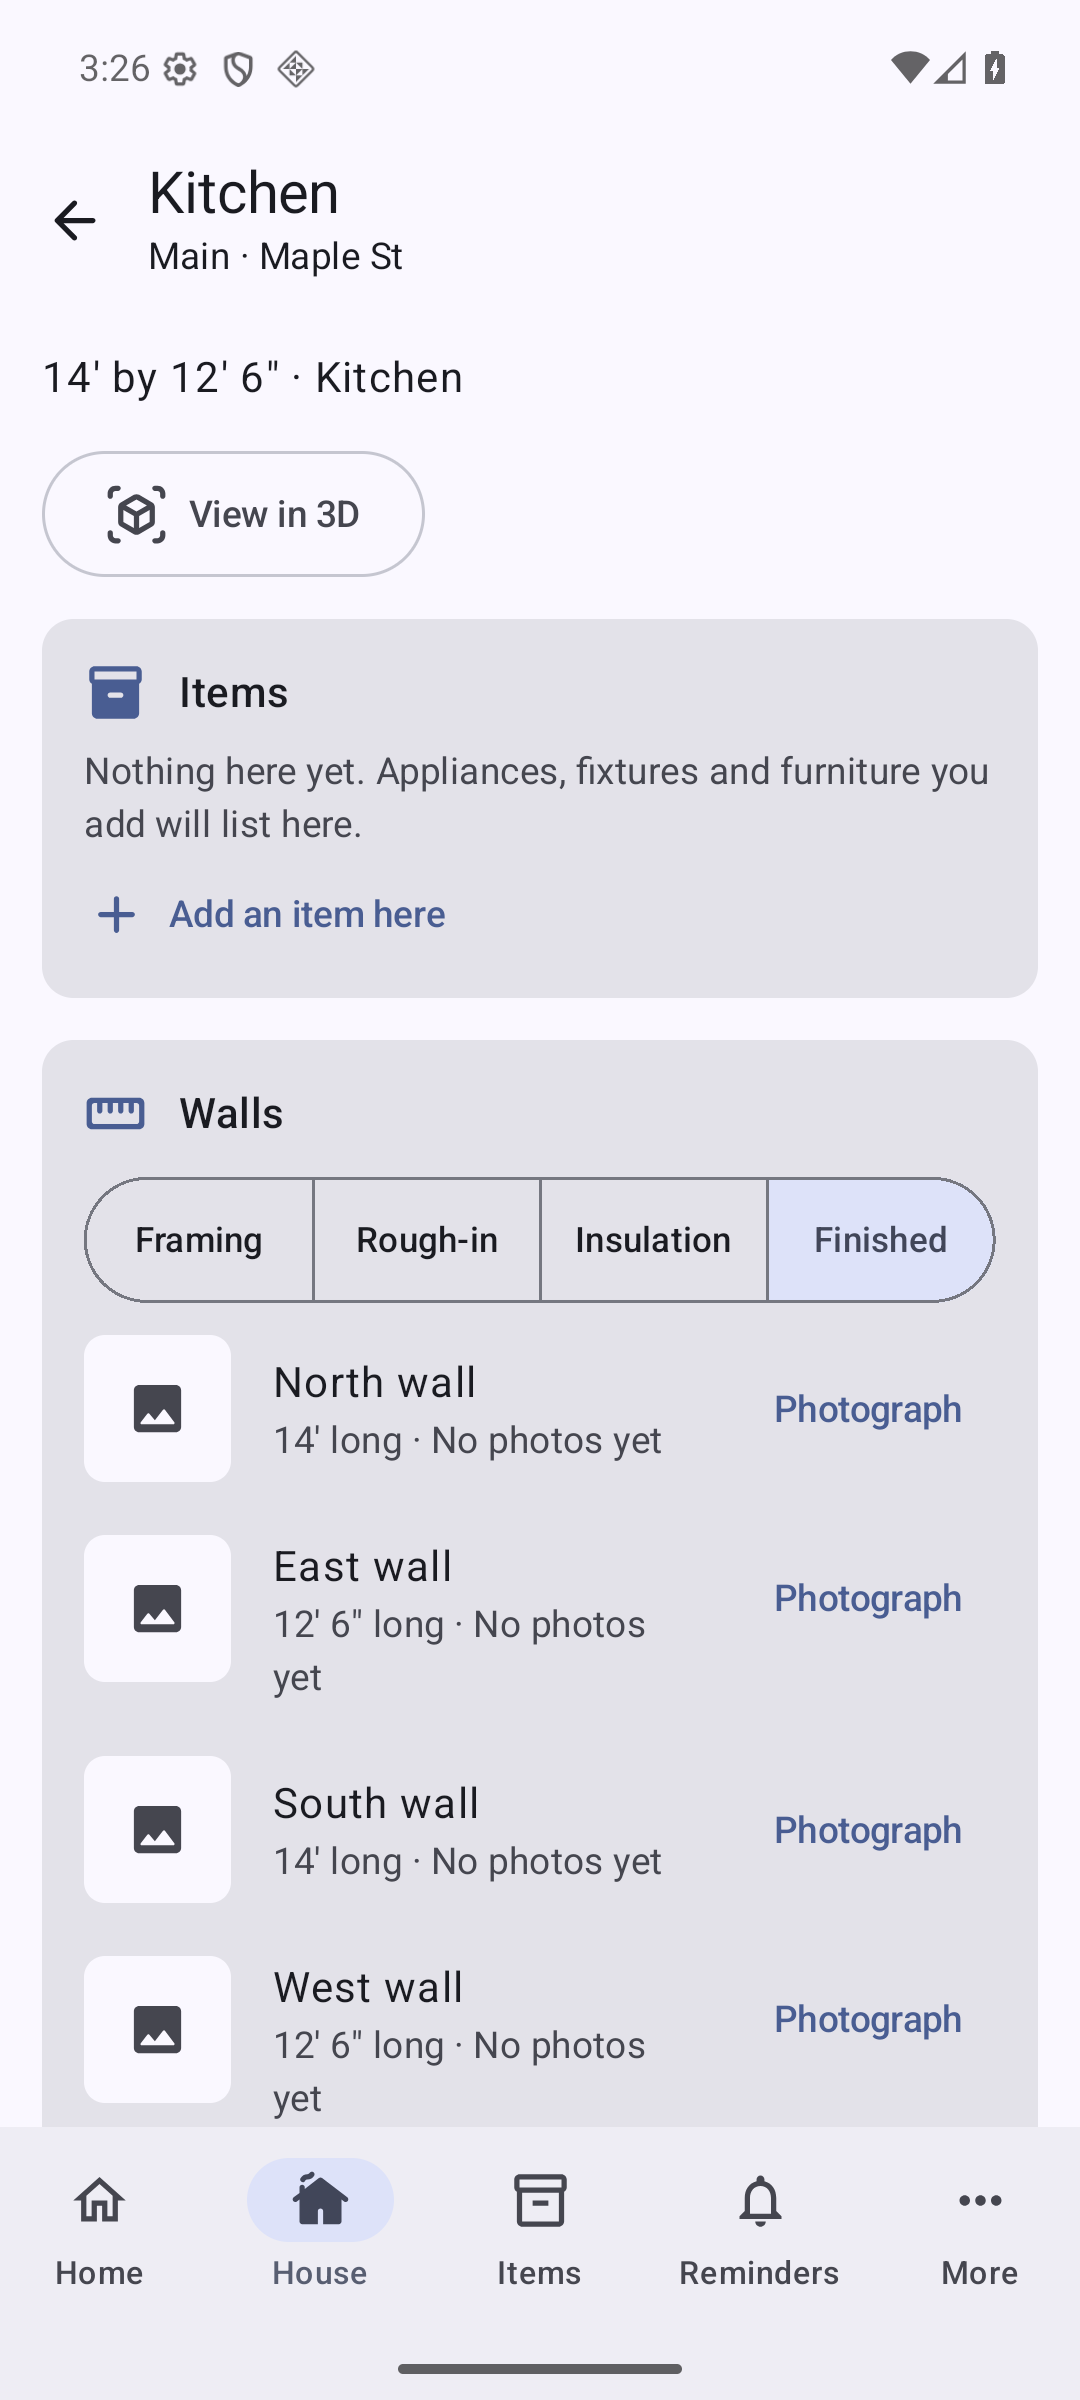 3:26
Kitchen
Main · Maple St
14' by 12' 6" · Kitchen
View in 3D
Items
Nothing here yet. Appliances, fixtures and furniture you
add will list here.
Add an item here
Walls
Framing
Rough-in
Insulation
Finished
North wall
14' long · No photos yet
Photograph
East wall
12' 6" long · No photos
yet
Photograph
South wall
14' long · No photos yet
Photograph
West wall
12' 6" long · No photos
yet
Photograph
Home
House
Items
Reminders
More